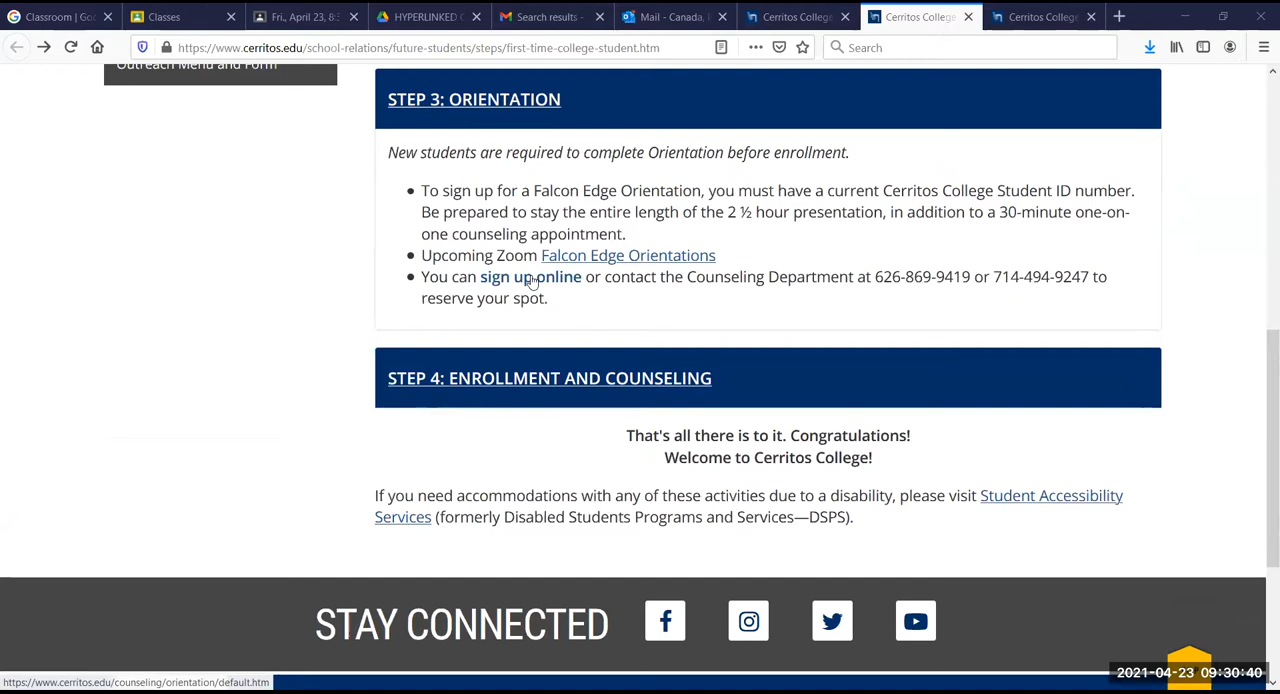 Classroom | Goo
Classes
Fri., April 23, 8:
HYPERLINKED
Search results -
Mail - Canada,
Cerritos College
Cerritos College
Cerritos College
https://www.cerritos.edu/school-relations/future-students/steps/first-time-college-student.htm
Search
Outreach Menu and Form
STEP 3: ORIENTATION
New students are required to complete Orientation before enrollment.
• To sign up for a Falcon Edge Orientation, you must have a current Cerritos College Student ID number.
Be prepared to stay the entire length of the 2 ½ hour presentation, in addition to a 30-minute one-on-
one counseling appointment.
• Upcoming Zoom Falcon Edge Orientations
• You can sign up online or contact the Counseling Department at 626-869-9419 or 714-494-9247 to
reserve your spot.
STEP 4: ENROLLMENT AND COUNSELING
That's all there is to it. Congratulations!
Welcome to Cerritos College!
If you need accommodations with any of these activities due to a disability, please visit Student Accessibility
Services (formerly Disabled Students Programs and Services—DSPS).
STAY CONNECTED
https://www.cerritos.edu/counseling/orientation/default.htm
2021-04-23 09:30:40